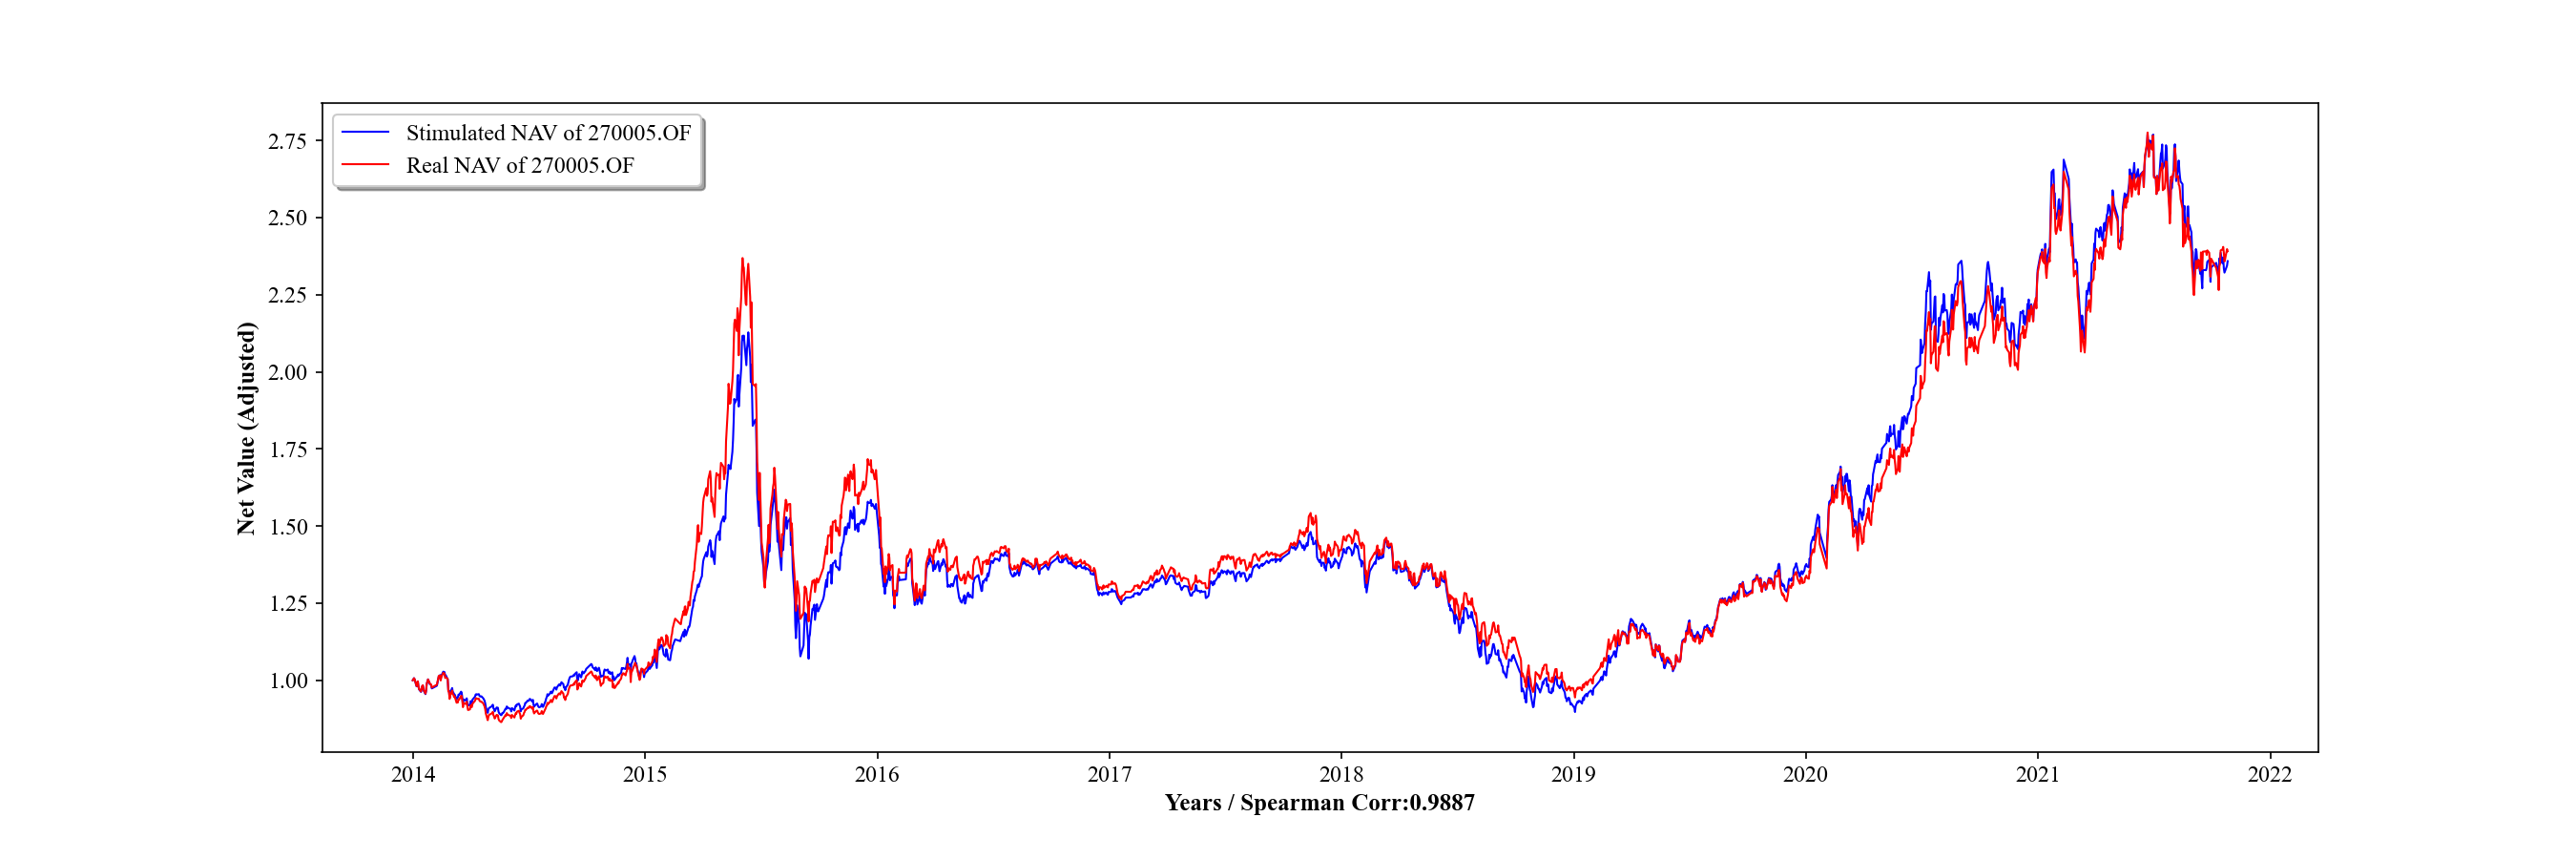 Stimulated NAV of 270005.OF
Real NAV of 270005.OF
Net Value (Adjusted)
2.75
2.50
2.25
2.00
1.75
1.50
1.25
1.00
2014 2015 2016 2017 2018 2019 2020 2021 2022
Years / Spearman Corr:0.9887